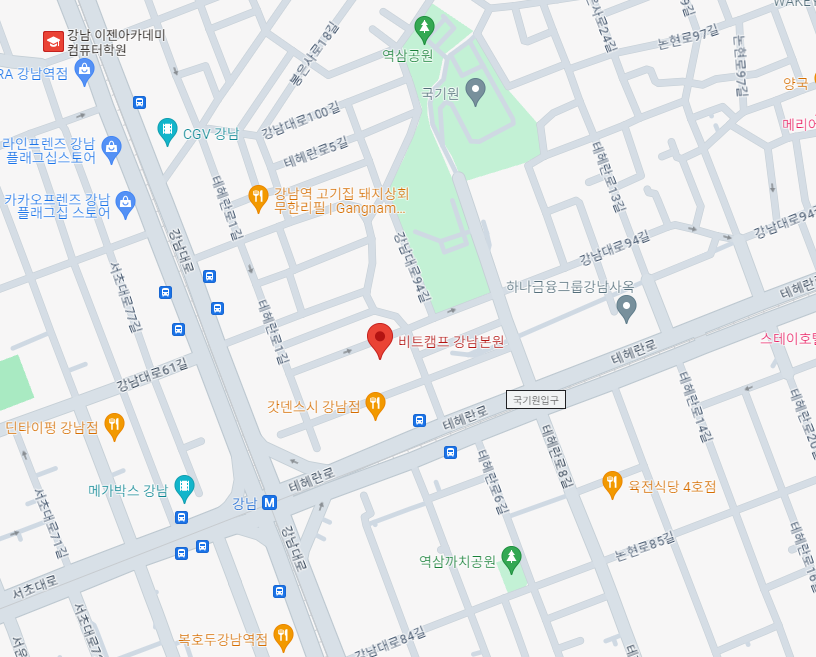 WAKEY
강남 이젠아카데미
컴퓨터학원
RA 강남역점
CGV 강남
라인프렌즈 강남
플래그십스토어
카카오프렌즈 강남
플래그십 스토어
봉은사로18길
강남대로100길
테헤란로5길
역삼공원
국기원
논현로97길
논현로97길
양국
메리어
강남역 고기집 돼지상회
무한리필 | Gangnam...
테헤란로1길
강남대로
서초대로77길
테헤란로1길
강남대로94길
테헤란로13길
강남대로94길
강남대로94길
하나금융그룹강남사옥
테헤란로
스테이호텔
테헤란로
비트캠프 강남본원
서초대로61길
갓덴스시 강남점
국기원입구
딘타이펑 강남점
테헤란로
테헤란로14길
메가박스 강남
강남
M
테헤란로
테헤란로6길
테헤란로8길
육전식당 4호점
서초대로71길
강남대로
역삼까치공원
논현로85길
테헤란로16길
서초대로
복호두강남역점
강남대로84길